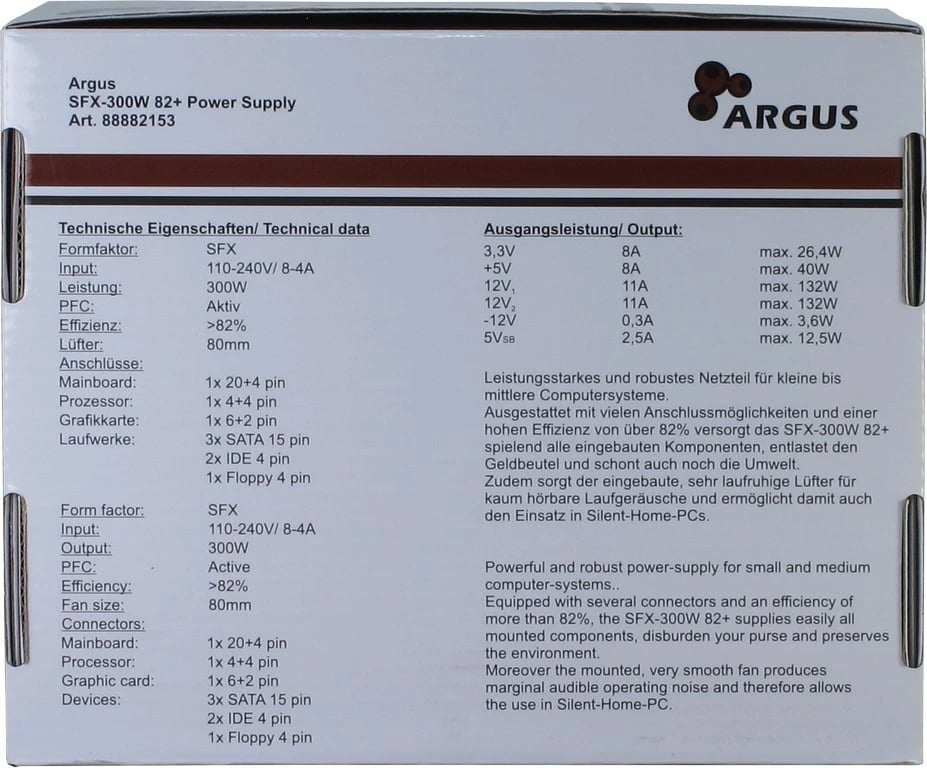 Argus
SFX-300W 82+ Power Supply
Art. 88882153
ARGUS
Technische Eigenschaften/ Technical data
Formfaktor: SFX
Input: 110-240V/ 8-4A
Leistung: 300W
PFC: Aktiv
Effizienz: >82%
Lüfter: 80mm
Anschlüsse:
Mainboard: 1x 20+4 pin
Prozessor: 1x 4+4 pin
Grafikkarte: 1x 6+2 pin
Laufwerke: 3x SATA 15 pin
2x IDE 4 pin
1x Floppy 4 pin
Form factor: SFX
Input: 110-240V/ 8-4A
Output: 300W
PFC: Active
Efficiency: >82%
Fan size: 80mm
Connectors:
Mainboard: 1x 20+4 pin
Processor: 1x 4+4 pin
Graphic card: 1x 6+2 pin
Devices: 3x SATA 15 pin
2x IDE 4 pin
1x Floppy 4 pin
Ausgangsleistung/ Output:
3,3V 8A max. 26,4W
+5V 8A max. 40W
12V₁ 11A max. 132W
12V₂ 11A max. 132W
-12V 0,3A max. 3,6W
5VSB 2,5A max. 12,5W
Leistungsstarkes und robustes Netzteil für kleine bis
mittlere Computersysteme.
Ausgestattet mit vielen Anschlussmöglichkeiten und einer
hohen Effizienz von über 82% versorgt das SFX-300W 82+
spielend alle eingebauten Komponenten, entlastet den
Geldbeutel und schont auch noch die Umwelt.
Zudem sorgt der eingebaute, sehr laufruhige Lüfter für
kaum hörbare Laufgeräusche und ermöglicht damit auch
den Einsatz in Silent-Home-PCs.
Powerful and robust power-supply for small and medium
computer-systems..
Equipped with several connectors and an efficiency of
more than 82%, the SFX-300W 82+ supplies easily all
mounted components, disburden your purse and preserves
the environment.
Moreover the mounted, very smooth fan produces
marginal audible operating noise and therefore allows
the use in Silent-Home-PC.